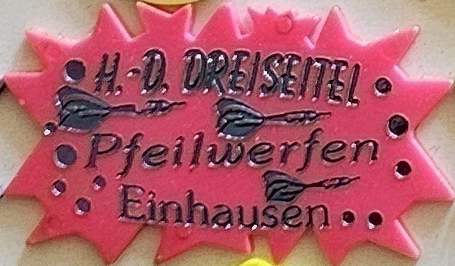 H.-D. DREISEITEL
Pfeilwerfen
Einhausen